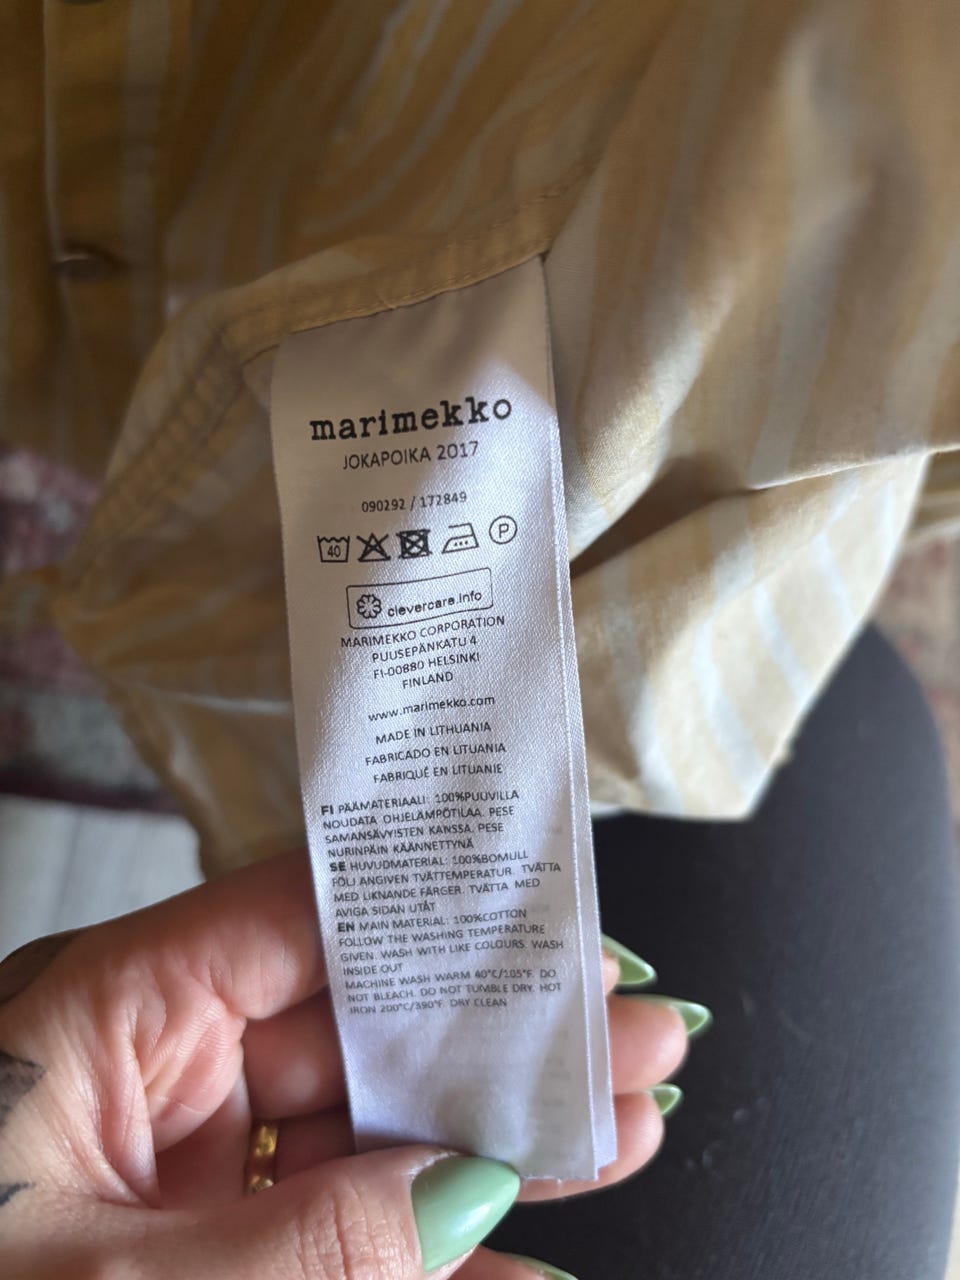 marimekko
JOKAPOIKA 2017
090292 / 172849
40 P
clevercare.info
MARIMEKKO CORPORATION
PUUSEPÄNKATU 4
FI-00880 HELSINKI
FINLAND
www.marimekko.com
MADE IN LITHUANIA
FABRICADO EN LITUANIA
FABRIQUÉ EN LITUANIE
FI PÄÄMATERIAALI: 100%PUUVILLA
NOUDATA OHJELÄMPÖTILAA. PESE
SAMANSÄVYISTEN KANSSA. PESE
NURINPÄIN KÄÄNNETTYNÄ
SE HUVUDMATERIAL: 100%BOMULL
FÖLJ ANGIVEN TVÄTTEMPERATUR. TVÄTTA
MED LIKNANDE FÄRGER. TVÄTTA MED
AVIGA SIDAN UTÅT
EN MAIN MATERIAL: 100%COTTON
FOLLOW THE WASHING TEMPERATURE
GIVEN. WASH WITH LIKE COLOURS. WASH
INSIDE OUT
MACHINE WASH WARM 40°C/105°F. DO
NOT BLEACH. DO NOT TUMBLE DRY. HOT
IRON 200°C/390°F. DRY CLEAN